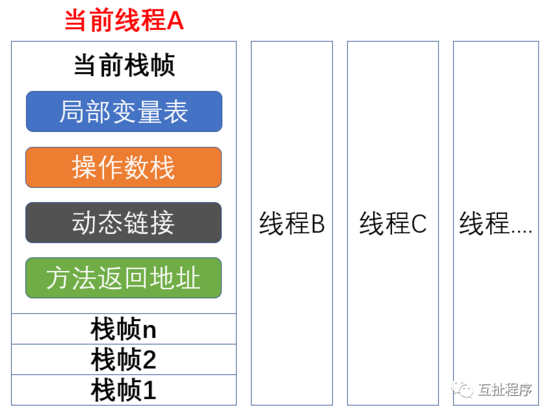 当前线程A
当前栈帧
局部变量表
操作数栈
动态链接
方法返回地址
栈帧n
栈帧2
栈帧1
线程B
线程C
线程....
互扯程序